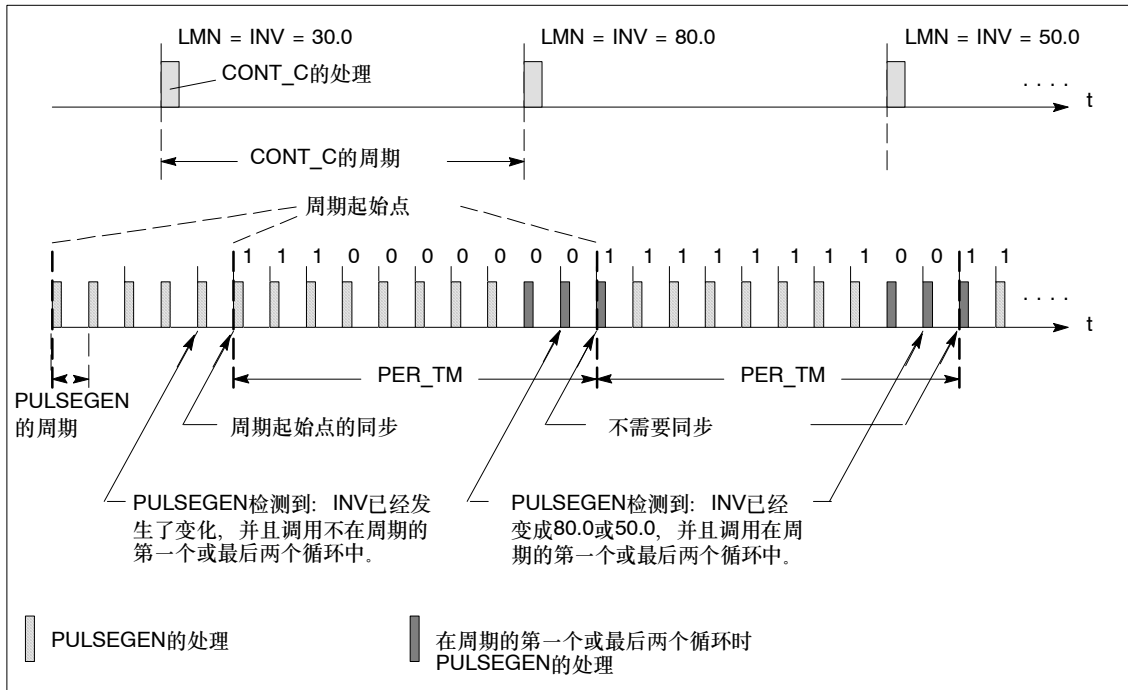 LMN = INV = 30.0
LMN = INV = 80.0
LMN = INV = 50.0
CONT_C的处理
. . . .
t
CONT_C的周期
周期起始点
1 1 1 0 0 0 0 0 0 0 1 1 1 1 1 1 1 1 0 0 1 1
. . . .
t
PER_TM
PER_TM
PULSEGEN
的周期
周期起始点的同步
不需要同步
PULSEGEN检测到: INV已经发
生了变化, 并且调用不在周期的
第一个或最后两个循环中。
PULSEGEN检测到: INV已经
变成80.0或50.0, 并且调用在周
期的第一个或最后两个循环中。
PULSEGEN的处理
在周期的第一个或最后两个循环时
PULSEGEN的处理